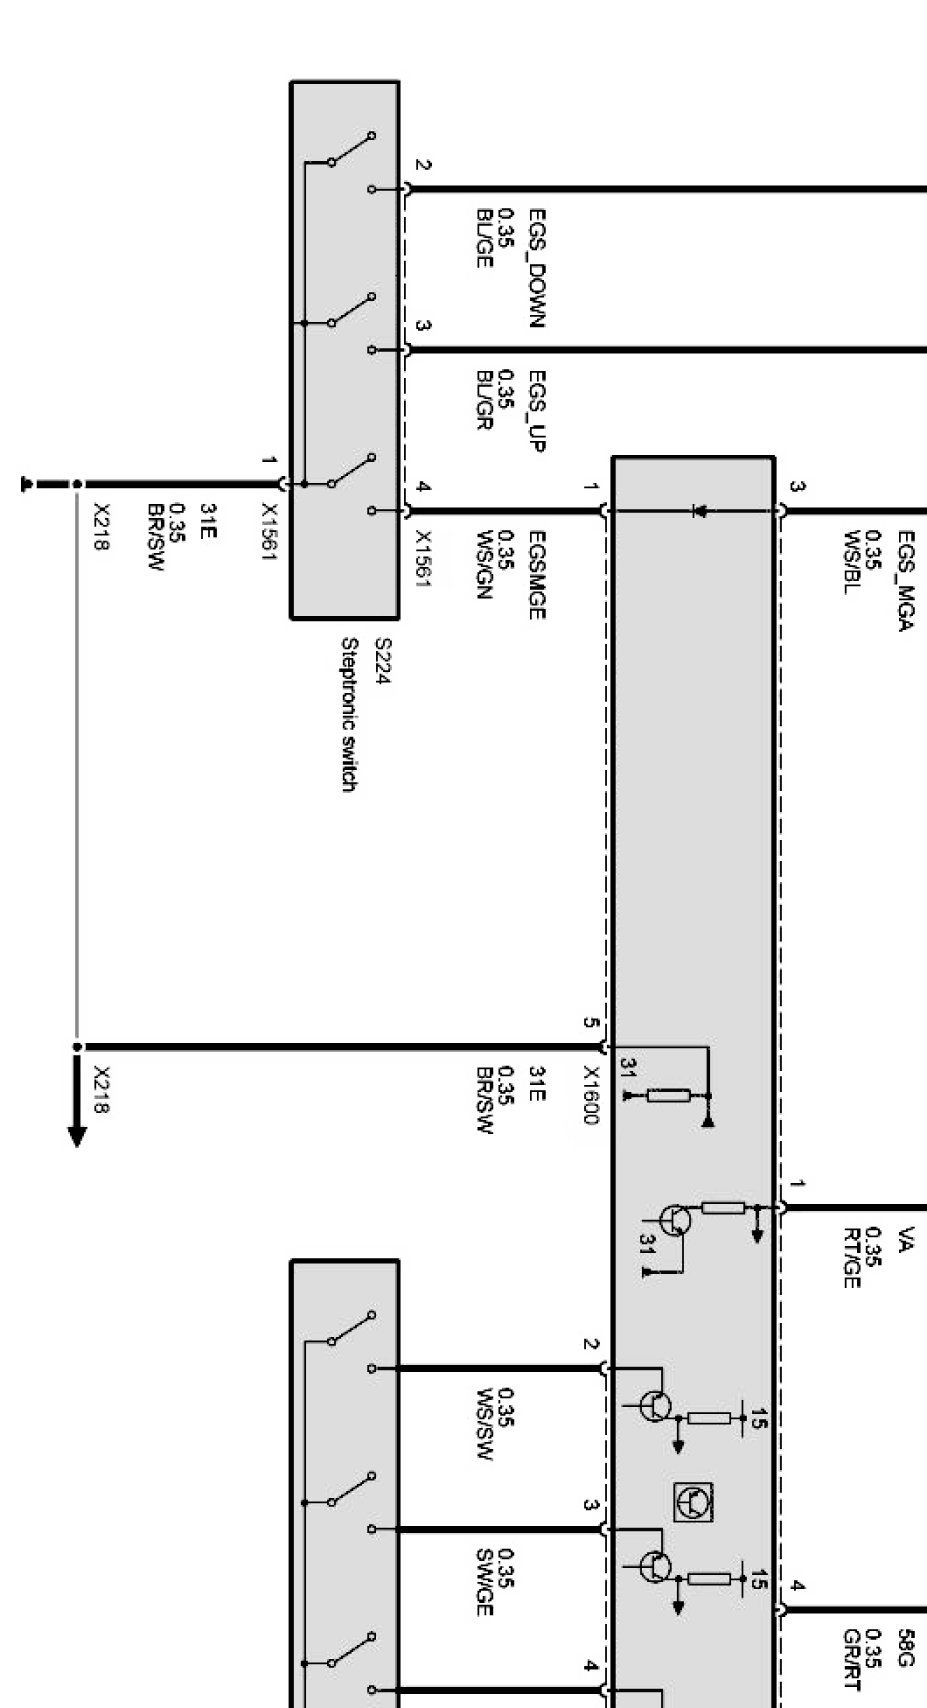 2
EGS_DOWN
0.35
BL/GE
3
EGS_UP
0.35
BL/GR
4
X1561
EGSMGE
0.35
WS/GN
1
3
EGS_MGA
0.35
WS/BL
1
X1561
31E
0.35
BR/SW
X218
S224
Steptronic switch
5
X1600
31E
0.35
BR/SW
X218
31
1
VA
0.35
RT/GE
31
2
0.35
WS/SW
15
3
0.35
SW/GE
15
4
58G
0.35
GR/RT
4